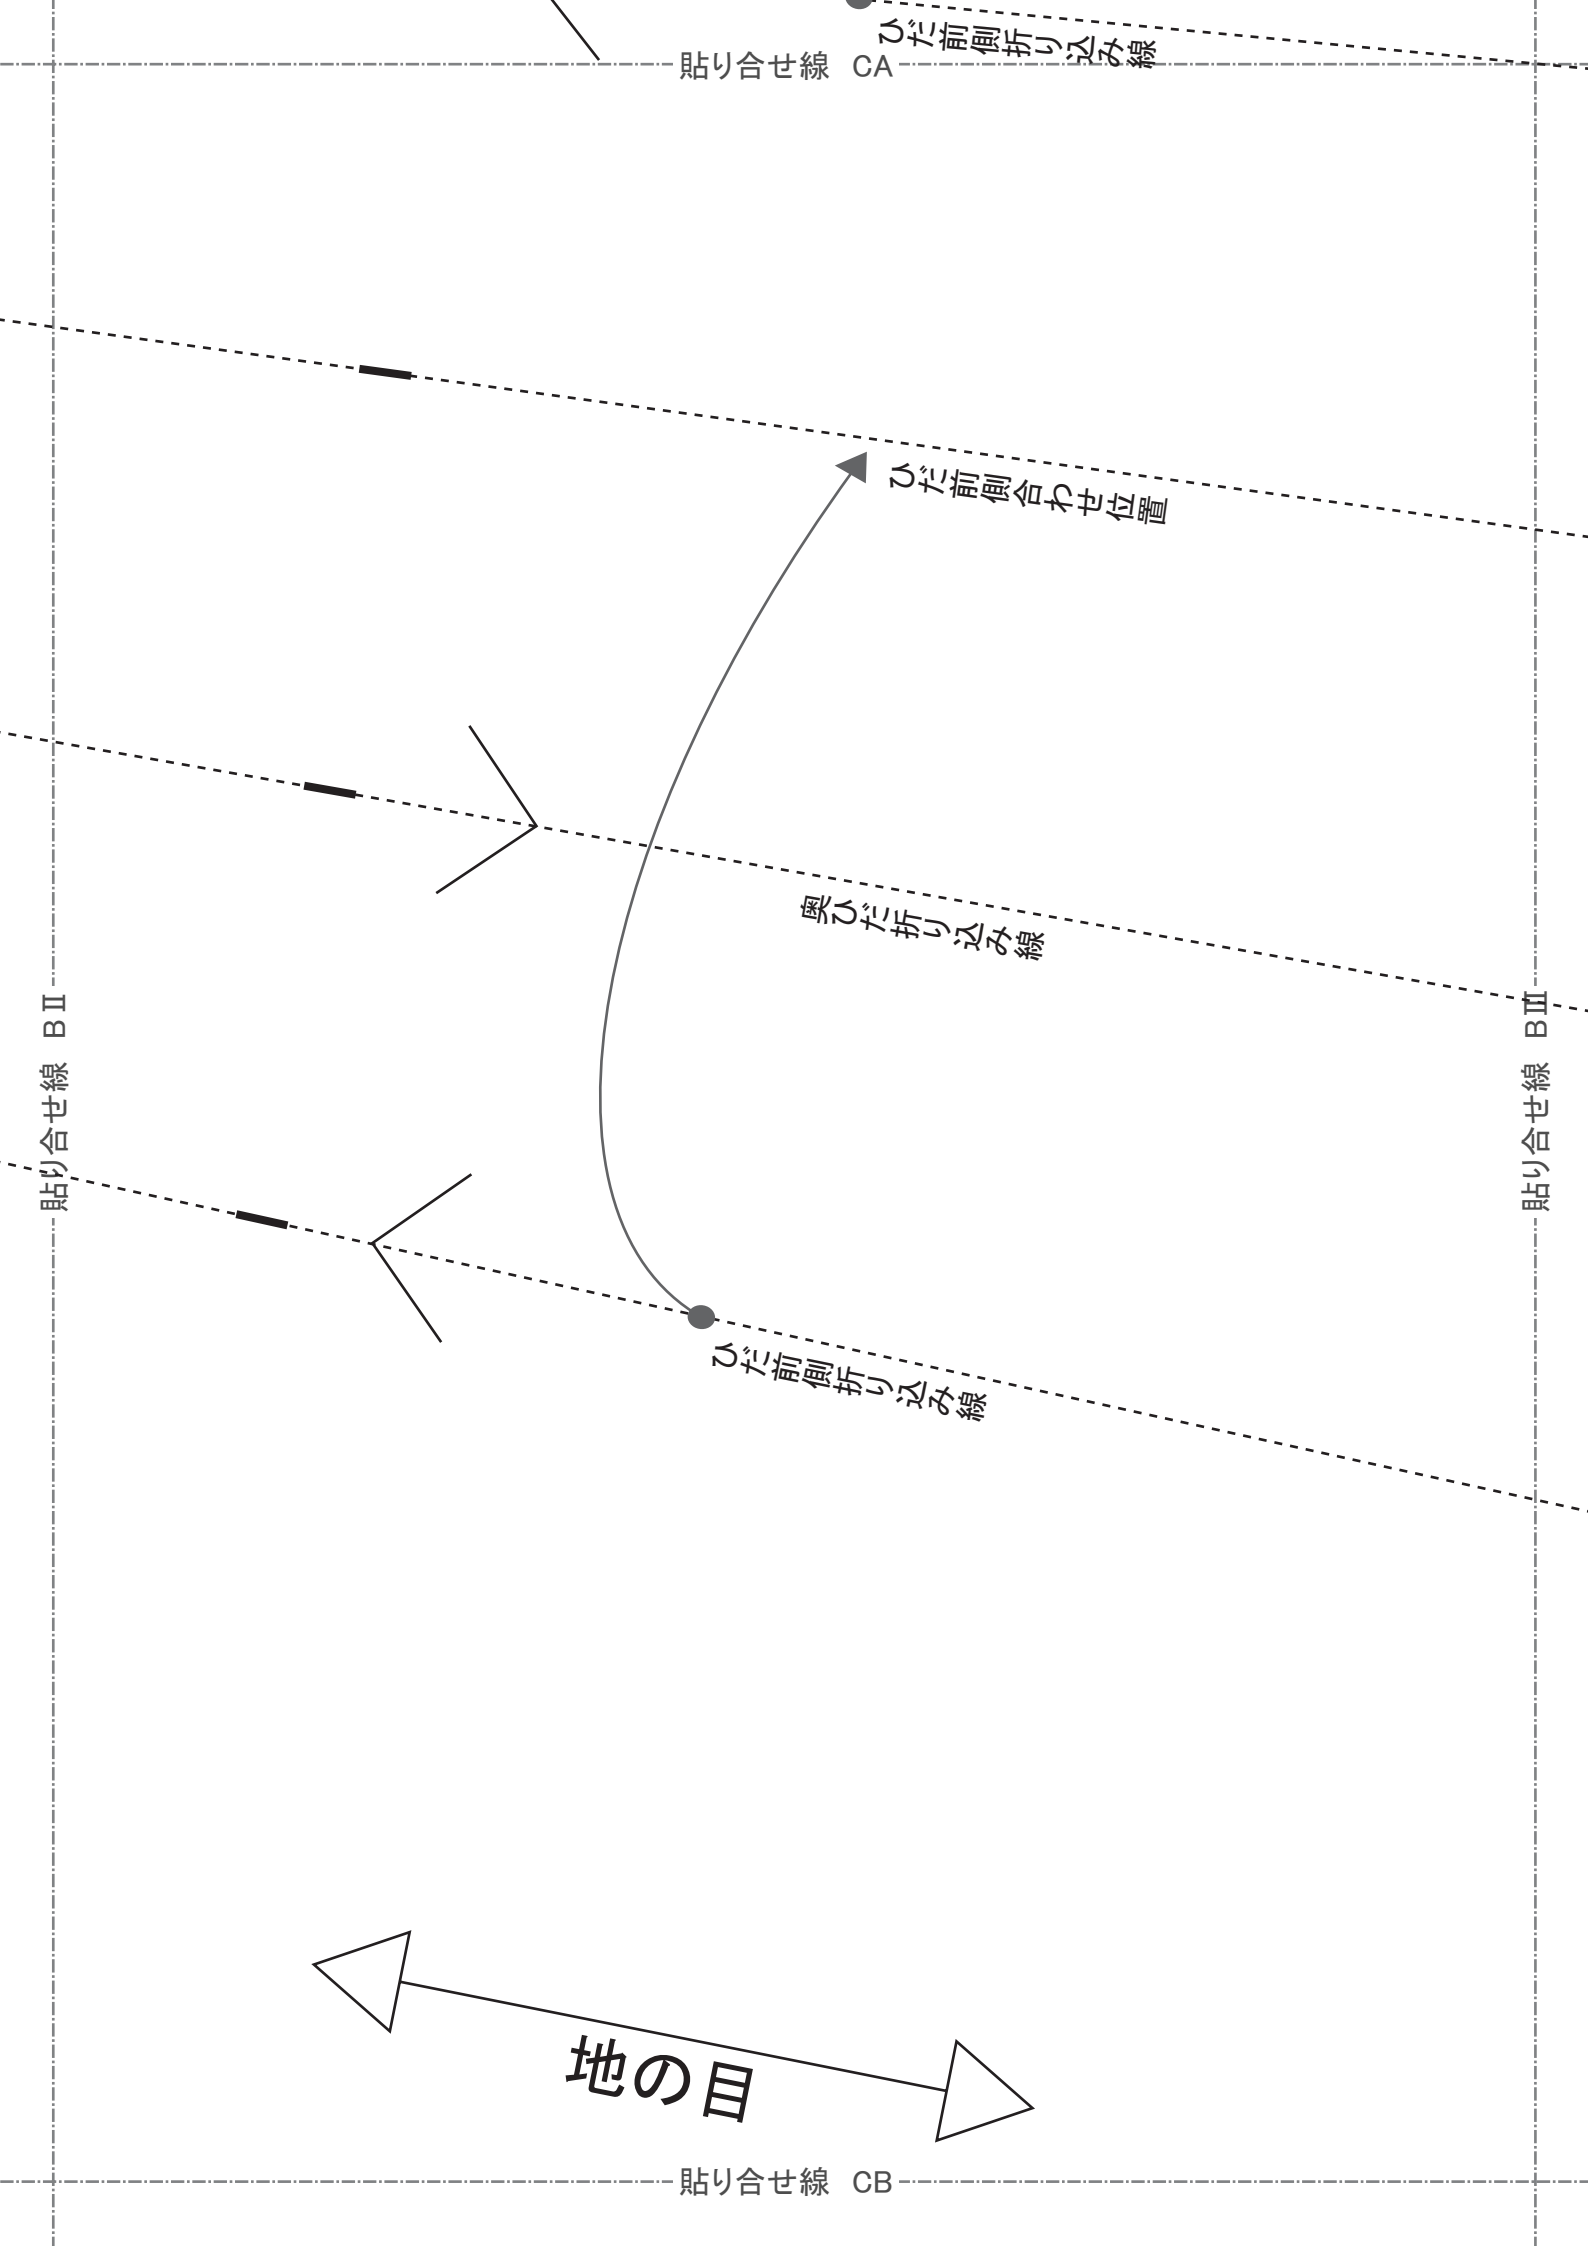 ひだ前側折り込み線
貼り合せ線　CA
ひだ前側合わせ位置
奥ひだ折り込み線
貼り合せ線　BⅡ
貼り合せ線　BⅢ
ひだ前側折り込み線
地の目
貼り合せ線　CB